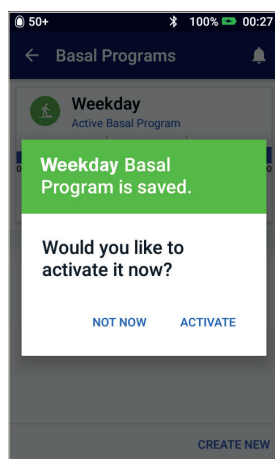 50+ 100% 00:27
Basal Programs
Weekday
Active Basal Program
Weekday Basal
Program is saved.
Would you like to
activate it now?
NOT NOW ACTIVATE
CREATE NEW